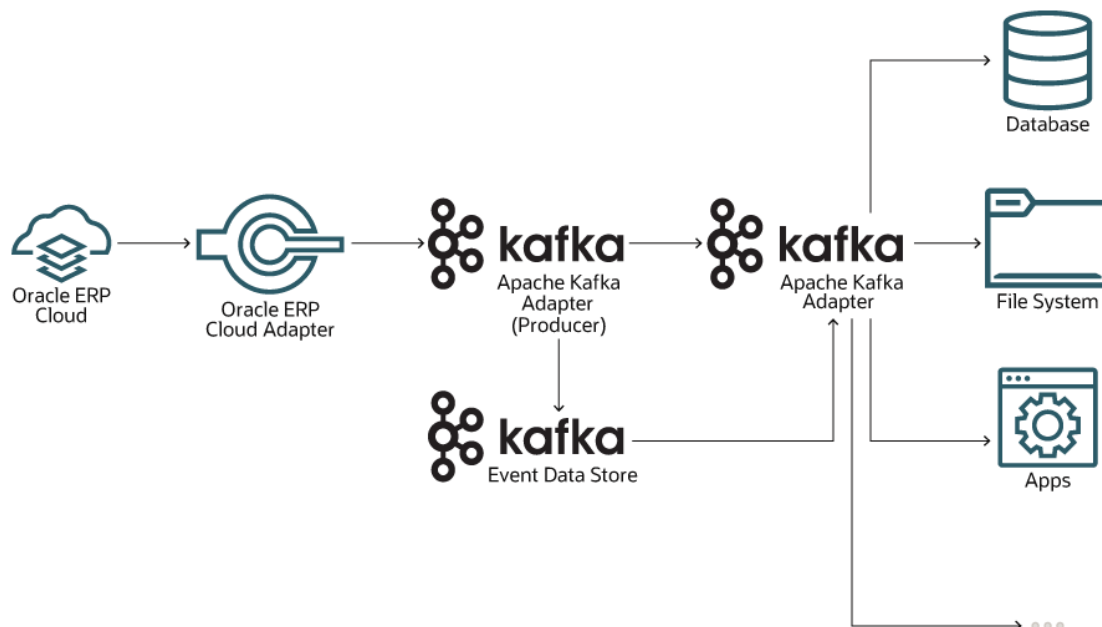 Database
kafka
kafka
Oracle ERP
Cloud
Oracle ERP
Cloud Adapter
Apache Kafka
Adapter
(Producer)
Apache Kafka
Adapter
File System
kafka
Event Data Store
Apps